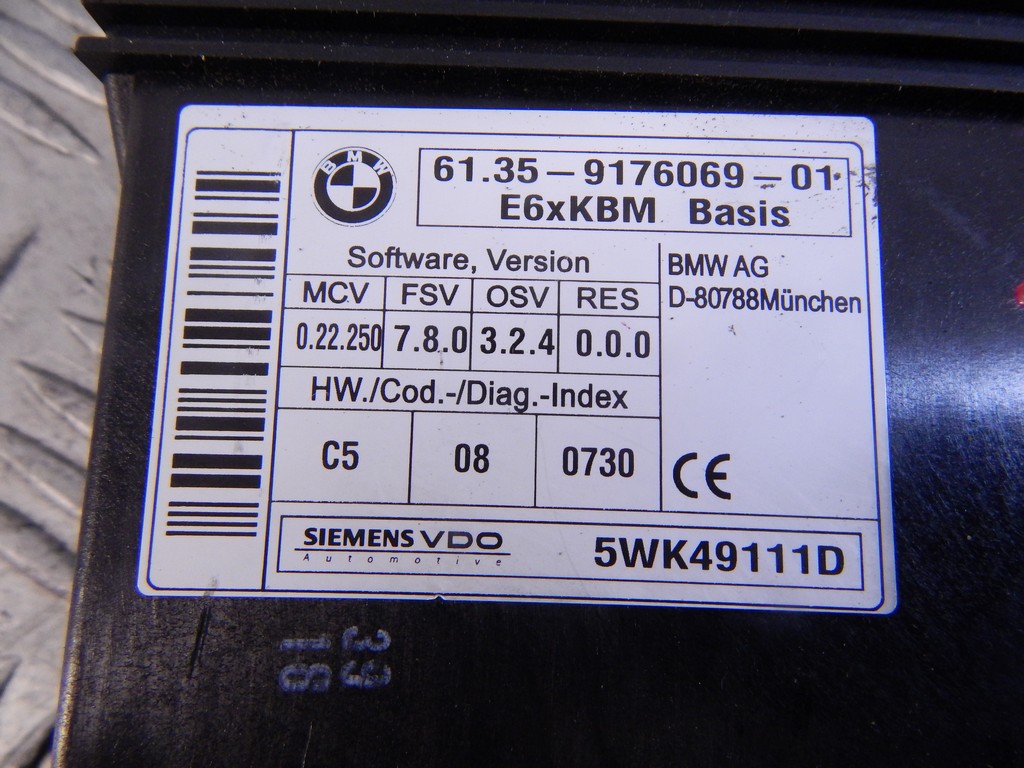 BMW
61.35-9176069-01
E6xKBM Basis
Software, Version
MCV FSV OSV RES
0.22.250 7.8.0 3.2.4 0.0.0
HW./Cod.-/Diag.-Index
C5 08 0730
BMW AG
D-80788München
CE
SIEMENS VDO
Automotive
5WK49111D